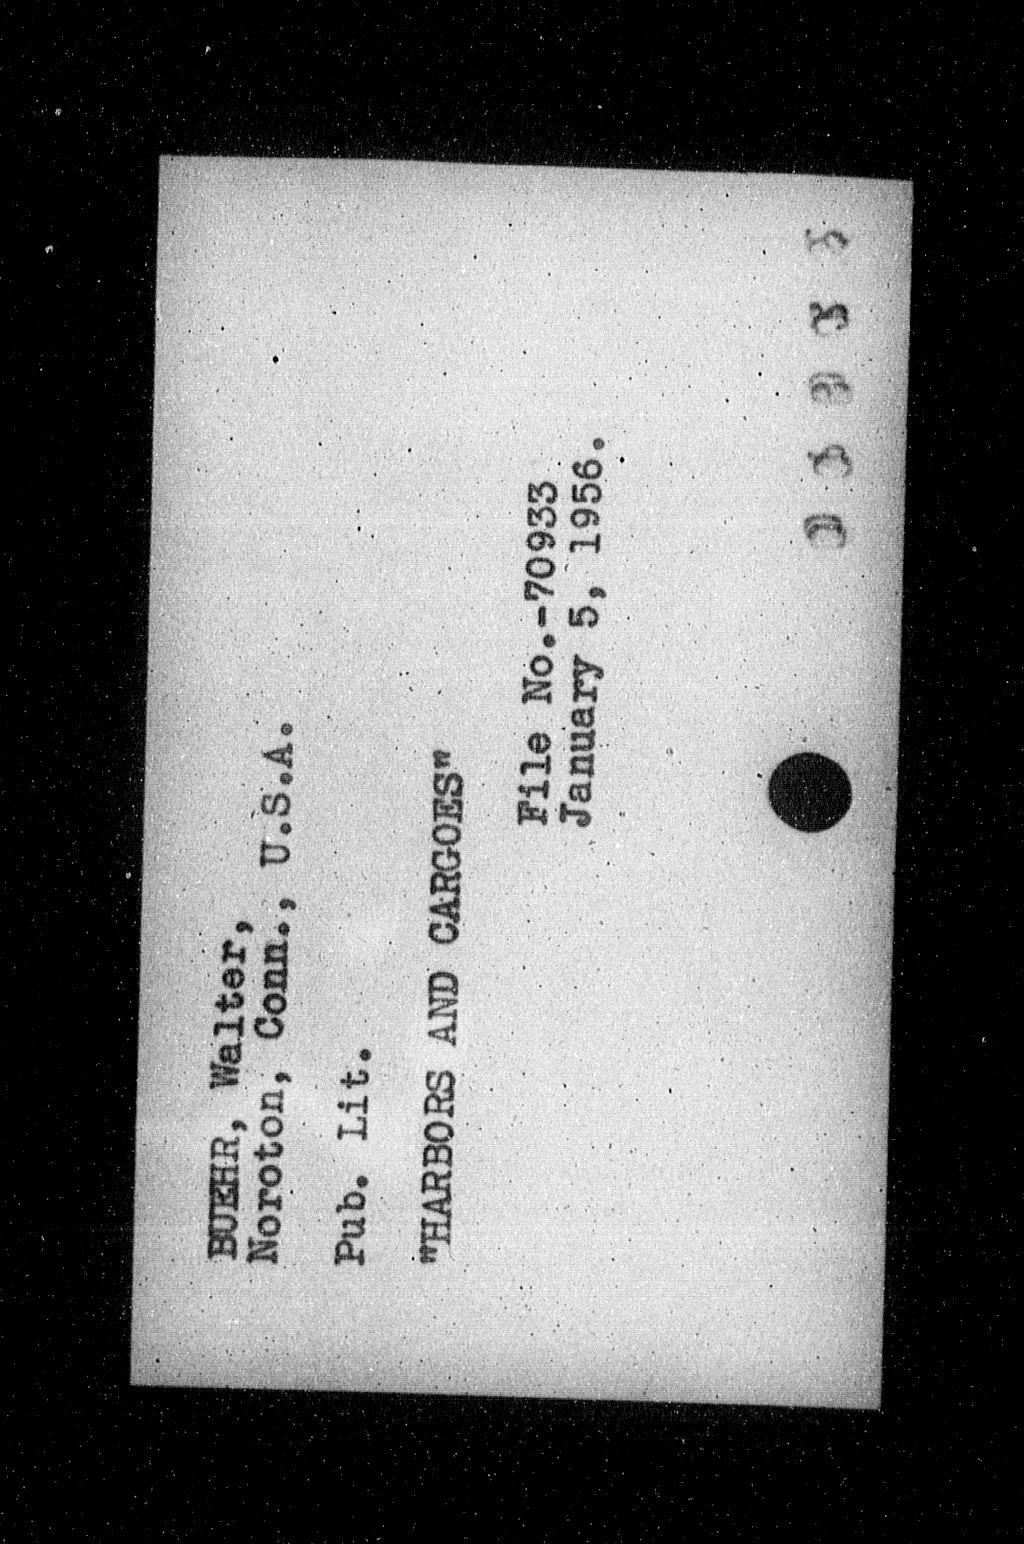 BUEHR, Walter,
Noroton, Conn., U.S.A.
Pub. Lit.
"HARBORS AND CARGOES"
File No.-70933
January 5, 1956.